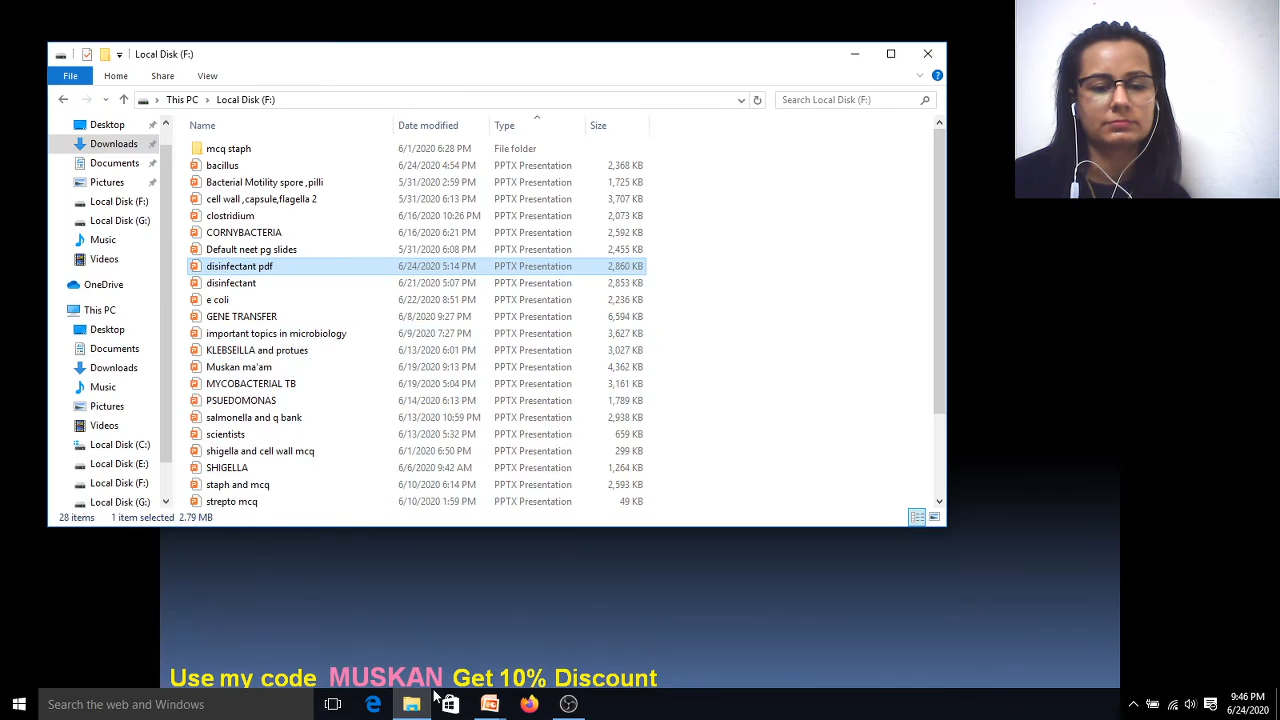 Local Disk (F:)
File Home Share View
This PC Local Disk (F:) Search Local Disk (F:)
Name Date modified Type Size
Desktop
Downloads
Documents
Pictures
Local Disk (F:)
Local Disk (G:)
Music
Videos
OneDrive
This PC
Desktop
Documents
Downloads
Music
Pictures
Videos
Local Disk (C:)
Local Disk (E:)
Local Disk (F:)
Local Disk (G:)
mcq staph 6/1/2020 6:28 PM File folder
bacillus 6/24/2020 4:54 PM PPTX Presentation 2,368 KB
Bacterial Motility spore ,pilli 5/31/2020 2:59 PM PPTX Presentation 1,725 KB
cell wall ,capsule,flagella 2 5/31/2020 6:13 PM PPTX Presentation 3,707 KB
clostridium 6/16/2020 10:26 PM PPTX Presentation 2,073 KB
CORNYBACTERIA 6/16/2020 6:21 PM PPTX Presentation 2,592 KB
Default neet pg slides 5/31/2020 6:08 PM PPTX Presentation 2,455 KB
disinfectant pdf 6/24/2020 5:14 PM PPTX Presentation 2,860 KB
disinfectant 6/21/2020 5:07 PM PPTX Presentation 2,853 KB
e coli 6/22/2020 8:51 PM PPTX Presentation 2,236 KB
GENE TRANSFER 6/8/2020 9:27 PM PPTX Presentation 6,594 KB
important topics in microbiology 6/9/2020 7:27 PM PPTX Presentation 3,627 KB
KLEBSEILLA and protues 6/13/2020 6:01 PM PPTX Presentation 3,027 KB
Muskan ma'am 6/19/2020 9:13 PM PPTX Presentation 4,362 KB
MYCOBACTERIAL TB 6/19/2020 5:04 PM PPTX Presentation 3,161 KB
PSUEDOMONAS 6/14/2020 6:13 PM PPTX Presentation 1,789 KB
salmonella and q bank 6/13/2020 10:59 PM PPTX Presentation 2,938 KB
scientists 6/13/2020 5:32 PM PPTX Presentation 659 KB
shigella and cell wall mcq 6/1/2020 6:50 PM PPTX Presentation 299 KB
SHIGELLA 6/6/2020 9:42 AM PPTX Presentation 1,264 KB
staph and mcq 6/10/2020 6:14 PM PPTX Presentation 2,593 KB
strepto mcq 6/10/2020 1:59 PM PPTX Presentation 49 KB
28 items 1 item selected 2.79 MB
Use my code MUSKAN Get 10% Discount
Search the web and Windows
9:46 PM
6/24/2020